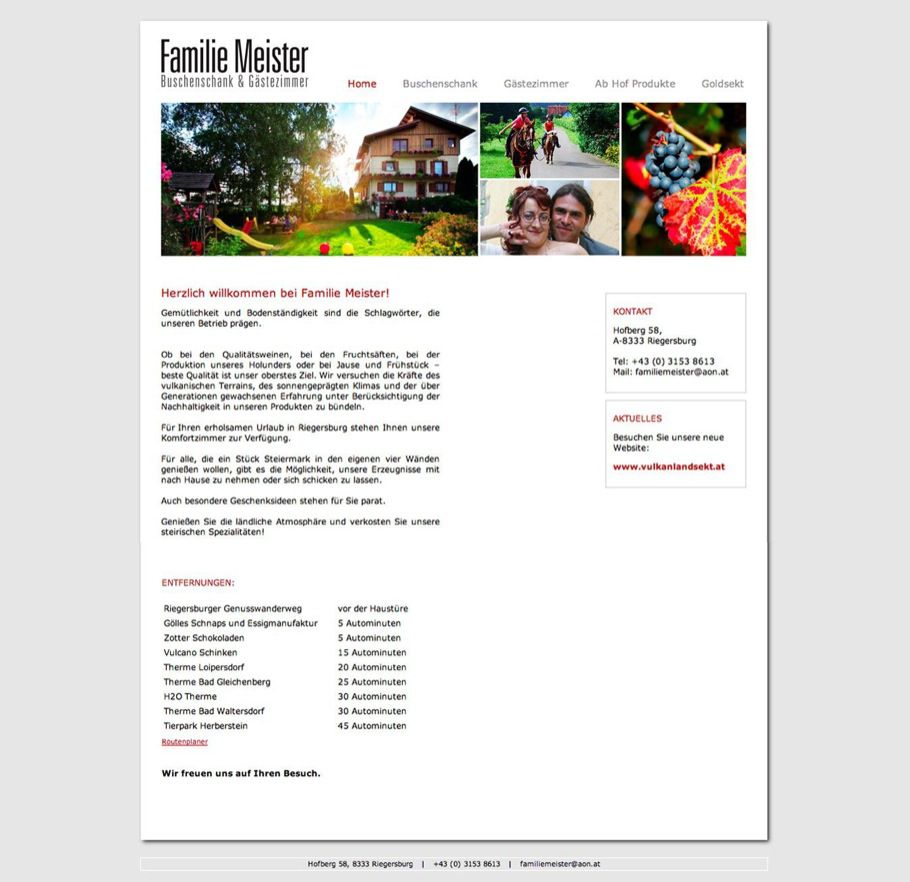 Familie Meister
Buschenschank & Gästezimmer
Home Buschenschank Gästezimmer Ab Hof Produkte Goldsekt
Herzlich willkommen bei Familie Meister!
Gemütlichkeit und Bodenständigkeit sind die Schlagwörter, die
unseren Betrieb prägen.
Ob bei den Qualitätsweinen, bei den Fruchtsäften, bei der
Produktion unseres Holunders oder bei Jause und Frühstück –
beste Qualität ist unser oberstes Ziel. Wir versuchen die Kräfte des
vulkanischen Terrains, des sonnengeprägten Klimas und der über
Generationen gewachsenen Erfahrung unter Berücksichtigung der
Nachhaltigkeit in unseren Produkten zu bündeln.
Für Ihren erholsamen Urlaub in Riegersburg stehen Ihnen unsere
Komfortzimmer zur Verfügung.
Für alle, die ein Stück Steiermark in den eigenen vier Wänden
genießen wollen, gibt es die Möglichkeit, unsere Erzeugnisse mit
nach Hause zu nehmen oder sich schicken zu lassen.
Auch besondere Geschenksideen stehen für Sie parat.
Genießen Sie die ländliche Atmosphäre und verkosten Sie unsere
steirischen Spezialitäten!
KONTAKT
Hofberg 58,
A-8333 Riegersburg
Tel: +43 (0) 3153 8613
Mail: familiemeister@aon.at
AKTUELLES
Besuchen Sie unsere neue
Website:
www.vulkanlandsekt.at
ENTFERNUNGEN:
Riegersburger Genusswanderweg vor der Haustüre
Gölles Schnaps und Essigmanufaktur 5 Autominuten
Zotter Schokoladen 5 Autominuten
Vulcano Schinken 15 Autominuten
Therme Loipersdorf 20 Autominuten
Therme Bad Gleichenberg 25 Autominuten
H2O Therme 30 Autominuten
Therme Bad Waltersdorf 30 Autominuten
Tierpark Herberstein 45 Autominuten
Routenplaner
Wir freuen uns auf Ihren Besuch.
Hofberg 58, 8333 Riegersburg | +43 (0) 3153 8613 | familiemeister@aon.at